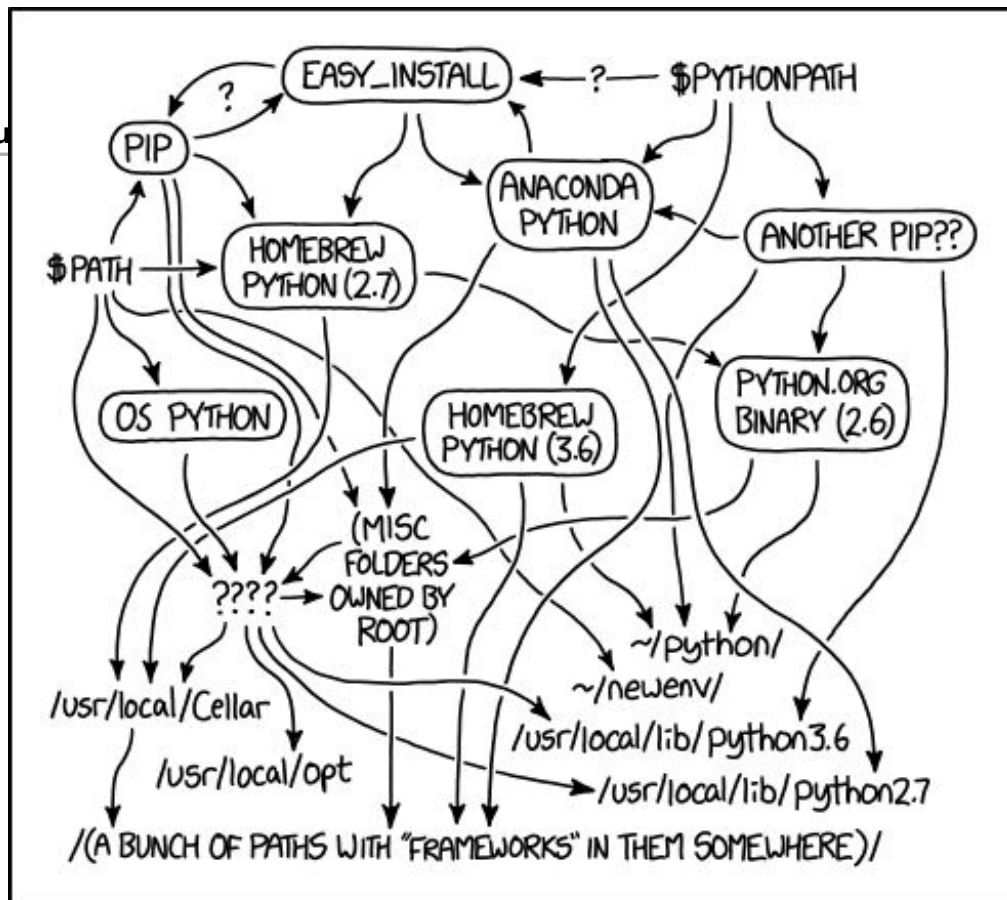 EASY_INSTALL
?
$PYTHONPATH
?
PIP
ANACONDA
PYTHON
ANOTHER PIP??
HOMEBREW
PYTHON (2.7)
$PATH
OS PYTHON
HOMEBREW
PYTHON (3.6)
PYTHON.ORG
BINARY (2.6)
(MISC
FOLDERS
OWNED BY
ROOT)
????
~/python/
~/newenv/
/usr/local/Cellar
/usr/local/lib/python3.6
/usr/local/opt
/usr/local/lib/python2.7
/(A BUNCH OF PATHS WITH "FRAMEWORKS" IN THEM SOMEWHERE)/